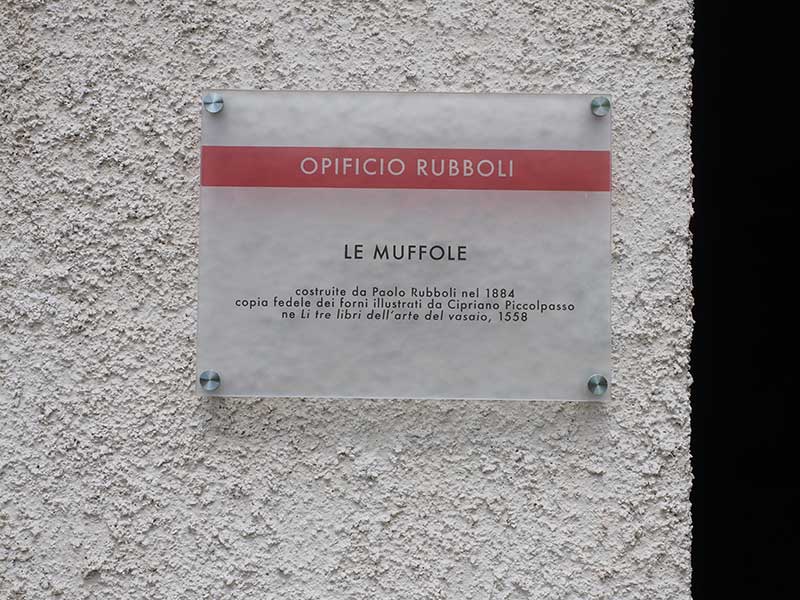 OPIFICIO RUBBOLI
LE MUFFOLE
costruite da Paolo Rubboli nel 1884
copia fedele dei forni illustrati da Cipriano Piccolpasso
ne Li tre libri dell'arte del vasaio, 1558